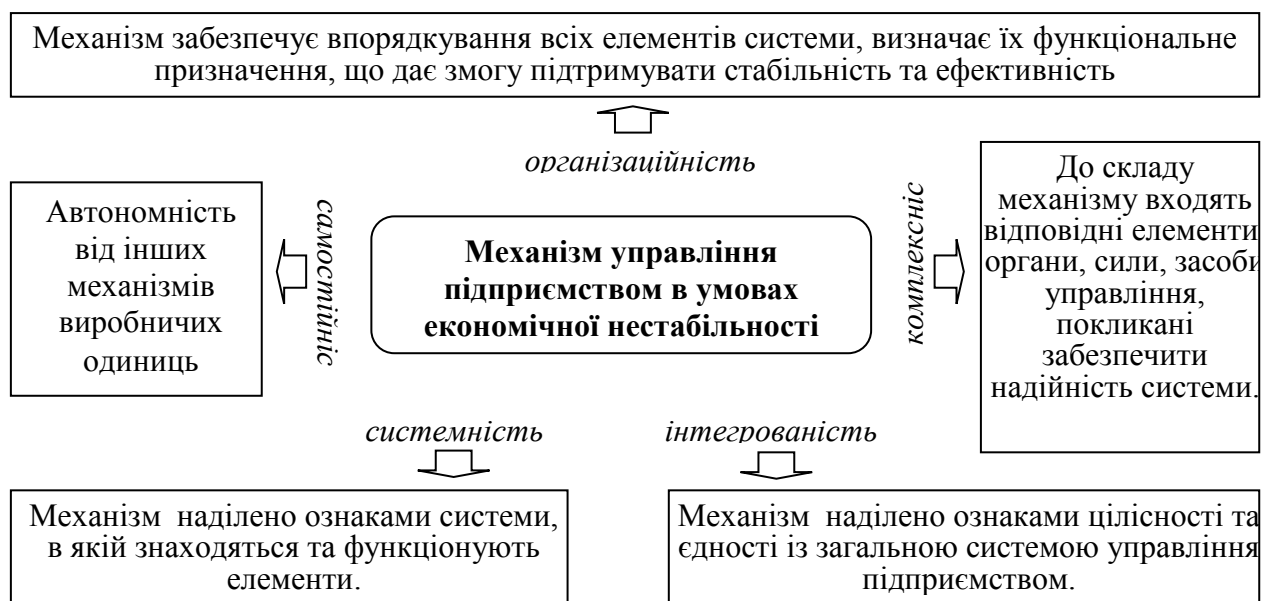 Механізм забезпечує впорядкування всіх елементів системи, визначає їх функціональне
призначення, що дає змогу підтримувати стабільність та ефективність
організаційність
Автономність
від інших
механізмів
виробничих
одиниць
самостійніс
Механізм управління
підприємством в умовах
економічної нестабільності
комплексніс
До складу
механізму входять
відповідні елементи
органи, сили, засоби
управління,
покликані
забезпечити
надійність системи.
системність
інтегрованість
Механізм наділено ознаками системи,
в якій знаходяться та функціонують
елементи.
Механізм наділено ознаками цілісності та
єдності із загальною системою управління
підприємством.